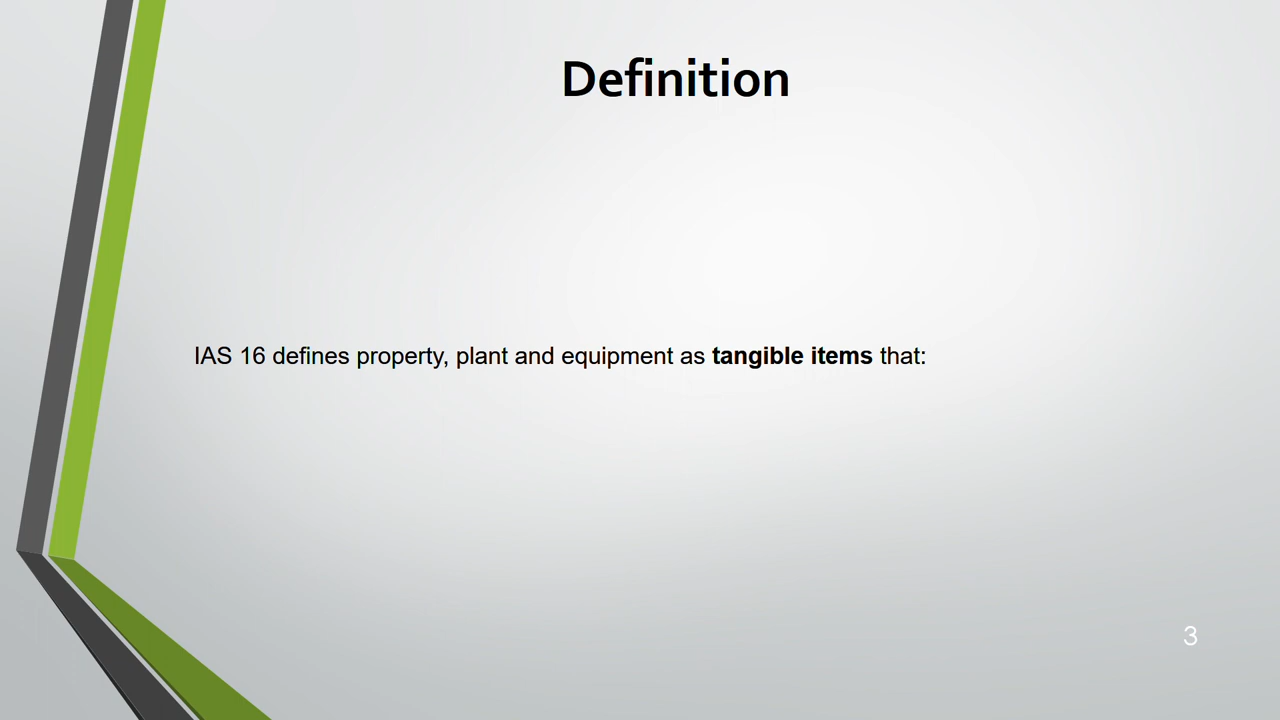 Definition
IAS 16 defines property, plant and equipment as tangible items that:
3